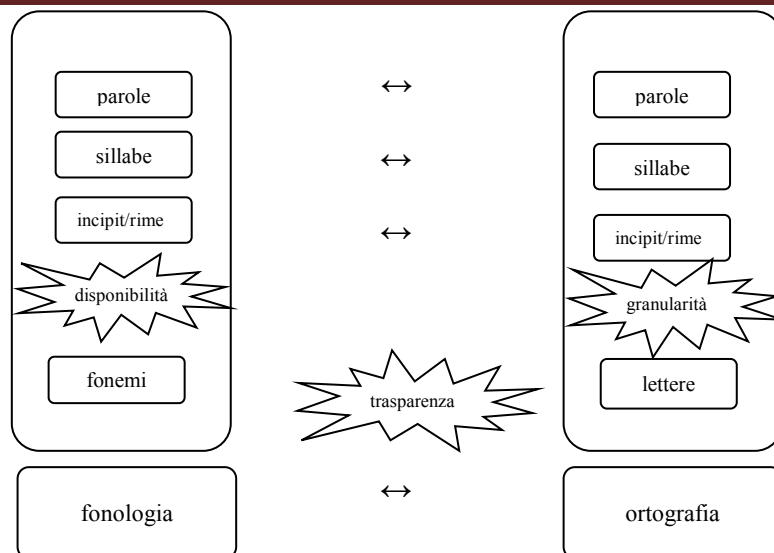 parole ↔ parole
sillabe ↔ sillabe
incipit/rime ↔ incipit/rime
disponibilità granularità
fonemi trasparenza lettere
fonologia ↔ ortografia